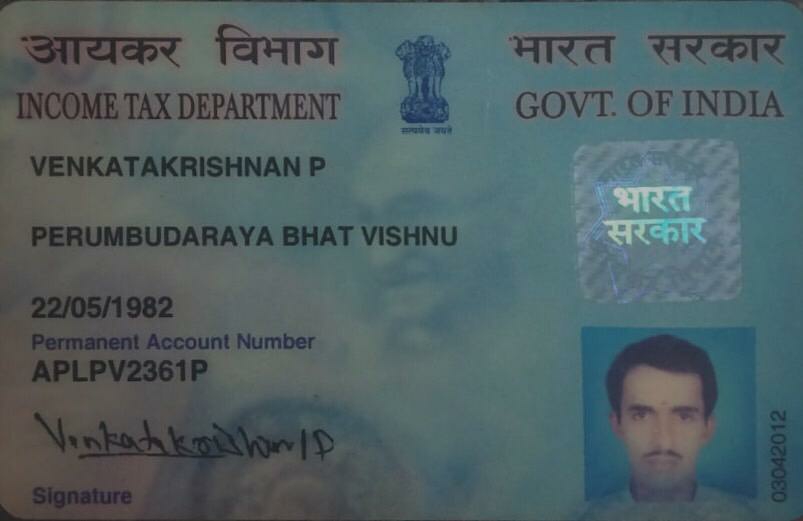 आयकर विभाग भारत सरकार
INCOME TAX DEPARTMENT GOVT. OF INDIA
सत्यमेव जयते
VENKATAKRISHNAN P
भारत
सरकार
PERUMBUDARAYA BHAT VISHNU
22/05/1982
Permanent Account Number
APLPV2361P
Venkatakrishnan P
Signature
03042012